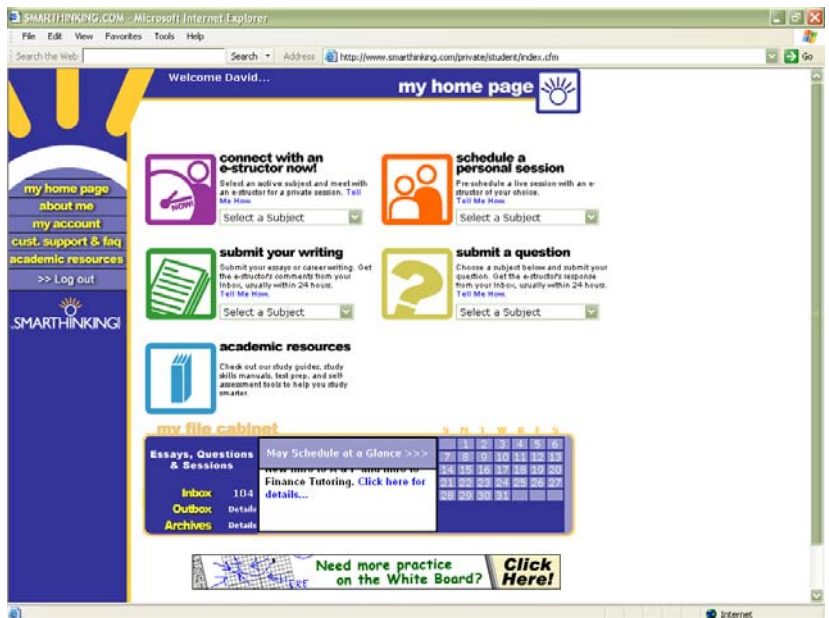 SMARTHINKING.COM - Microsoft Internet Explorer
File Edit View Favorites Tools Help
Search the Web Search Address http://www.smarthinking.com/private/student/index.cfm Go
Welcome David...
my home page
my home page
about me
my account
cust. support & faq
academic resources
>> Log out
SMARTHINKING!
connect with an
e-structor now!
NOW!
Select an active subject and meet with
an e-structor for a private session. Tell
Me How.
Select a Subject
schedule a
personal session
Pre-schedule a live session with an e-
structor of your choice.
Tell Me How.
Select a Subject
submit your writing
Submit your essays or career writing. Get
the e-structor's comments from your
Inbox, usually within 24 hours.
Tell Me How.
Select a Subject
submit a question
Choose a subject below and submit your
question. Get the e-structor's response
from your Inbox, usually within 24 hours.
Tell Me How.
Select a Subject
academic resources
Check out our study guides, study
skills manuals, test prep, and self-
assessment tools to help you study
smarter.
my file cabinet
Essays, Questions
& Sessions
Inbox 104
Outbox Details
Archives Details
May Schedule at a Glance >>>
New Intro to A & P and Intro to
Finance Tutoring. Click here for
details...
S M T W R F S
1 2 3 4 5 6
7 8 9 10 11 12 13
14 15 16 17 18 19 20
21 22 23 24 25 26 27
28 29 30 31
Need more practice
on the White Board?
Click
Here!
Internet